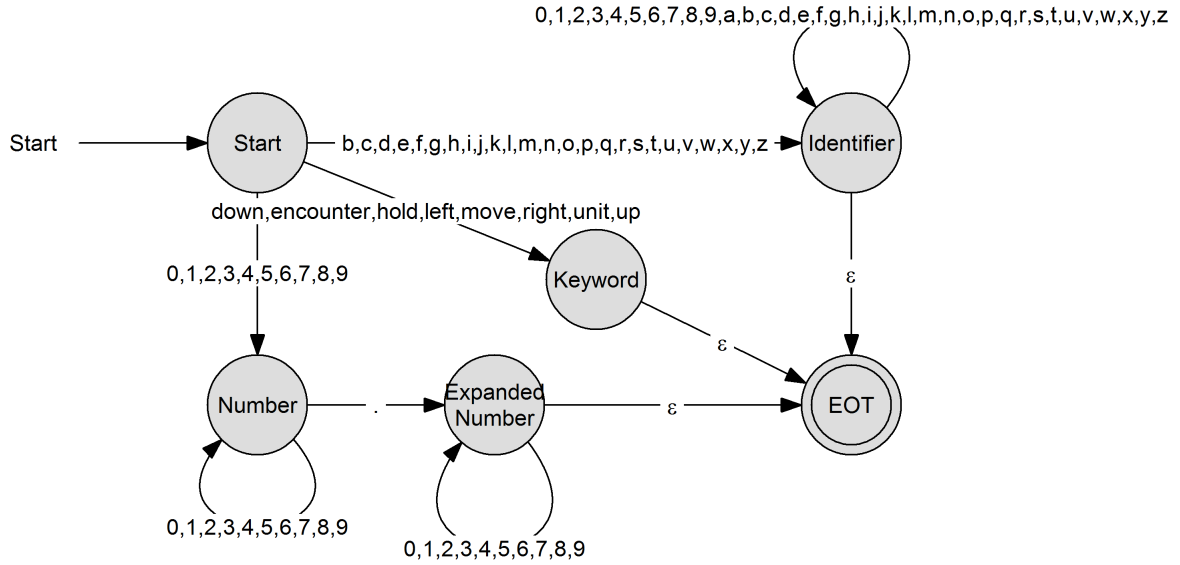 0,1,2,3,4,5,6,7,8,9,a,b,c,d,e,f,g,h,i,j,k,l,m,n,o,p,q,r,s,t,u,v,w,x,y,z
Start
Start
b,c,d,e,f,g,h,i,j,k,l,m,n,o,p,q,r,s,t,u,v,w,x,y,z
Identifier
down,encounter,hold,left,move,right,unit,up
0,1,2,3,4,5,6,7,8,9
Keyword
ε
ε
Number
.
Expanded
Number
ε
EOT
0,1,2,3,4,5,6,7,8,9
0,1,2,3,4,5,6,7,8,9